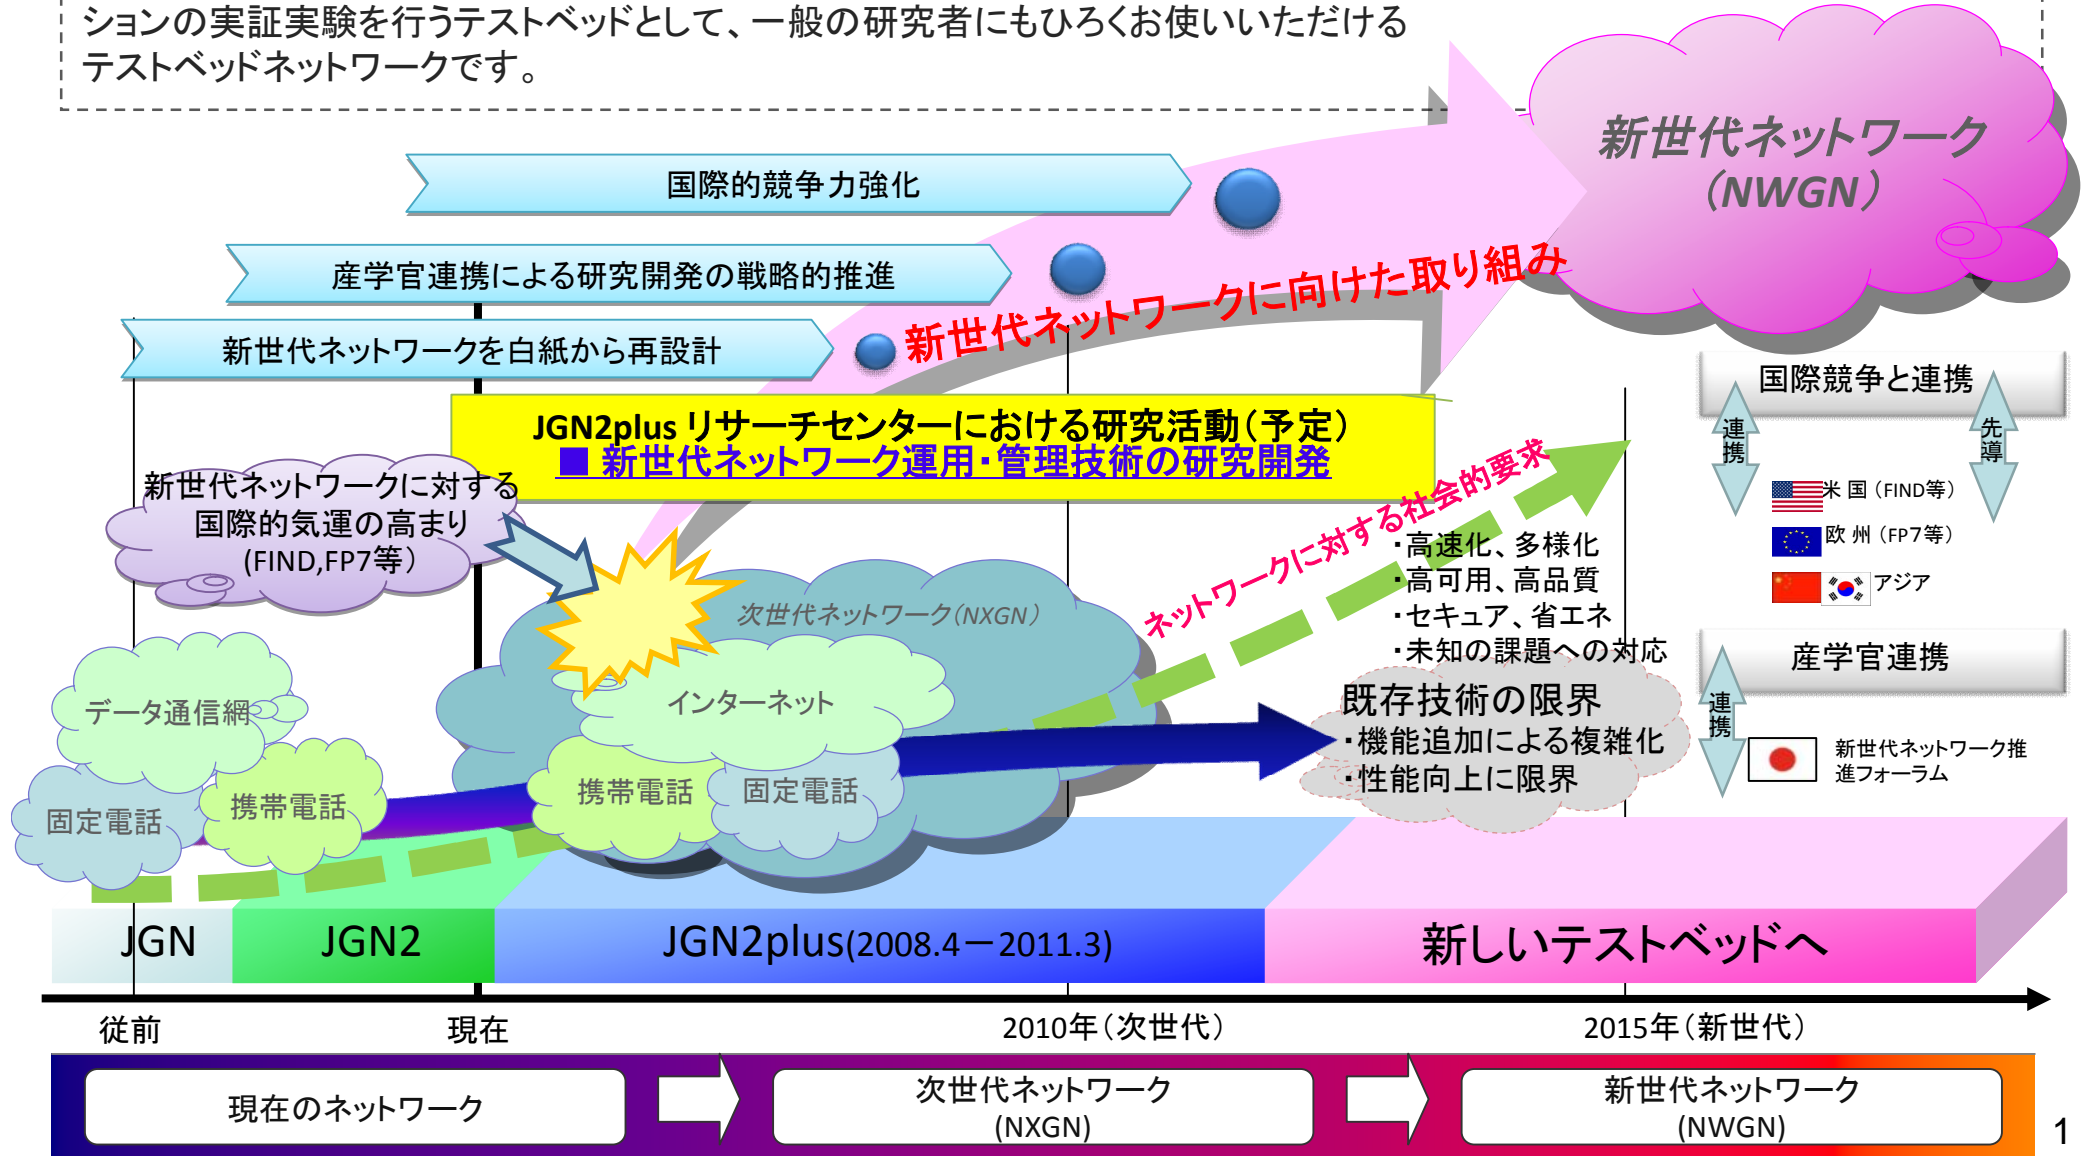 ションの実証実験を行うテストベッドとして、一般の研究者にもひろくお使いいただける
テストベッドネットワークです。
新世代ネットワーク
（NWGN）
国際的競争力強化
産学官連携による研究開発の戦略的推進
新世代ネットワークに向けた取り組み
新世代ネットワークを白紙から再設計
JGN2plus リサーチセンターにおける研究活動（予定）
■ 新世代ネットワーク運用・管理技術の研究開発
新世代ネットワークに対する
国際的気運の高まり
(FIND,FP7等）
国際競争と連携
連携
先導
米 国（FIND等）
欧 州（FP7等）
アジア
ネットワークに対する社会的要求
・高速化、多様化
・高可用、高品質
・セキュア、省エネ
・未知の課題への対応
次世代ネットワーク（NXGN）
インターネット
携帯電話
固定電話
データ通信網
固定電話
携帯電話
既存技術の限界
・機能追加による複雑化
・性能向上に限界
産学官連携
連携
新世代ネットワーク推
進フォーラム
JGN
JGN2
JGN2plus(2008.4－2011.3)
新しいテストベッドへ
従前
現在
2010年（次世代）
2015年（新世代）
現在のネットワーク
次世代ネットワーク
(NXGN)
新世代ネットワーク
(NWGN)
1